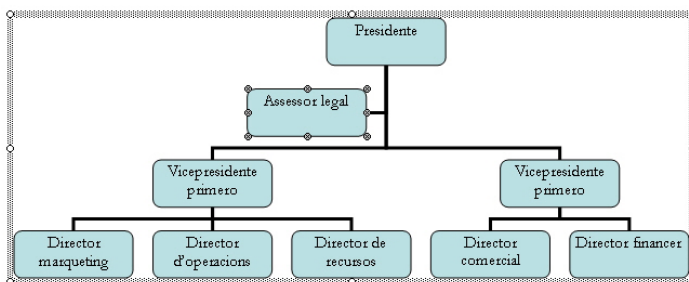 Presidente
Assessor legal
Vicepresidente
primero
Vicepresidente
primero
Director
marqueting
Director
d'operacions
Director de
recursos
Director
comercial
Director financer